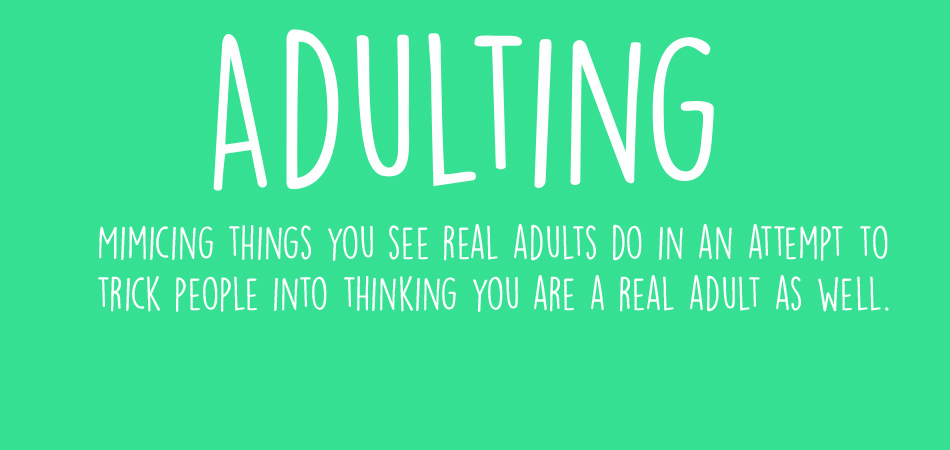 ADULTING
MIMICING THINGS YOU SEE REAL ADULTS DO IN AN ATTEMPT TO
TRICK PEOPLE INTO THINKING YOU ARE A REAL ADULT AS WELL.